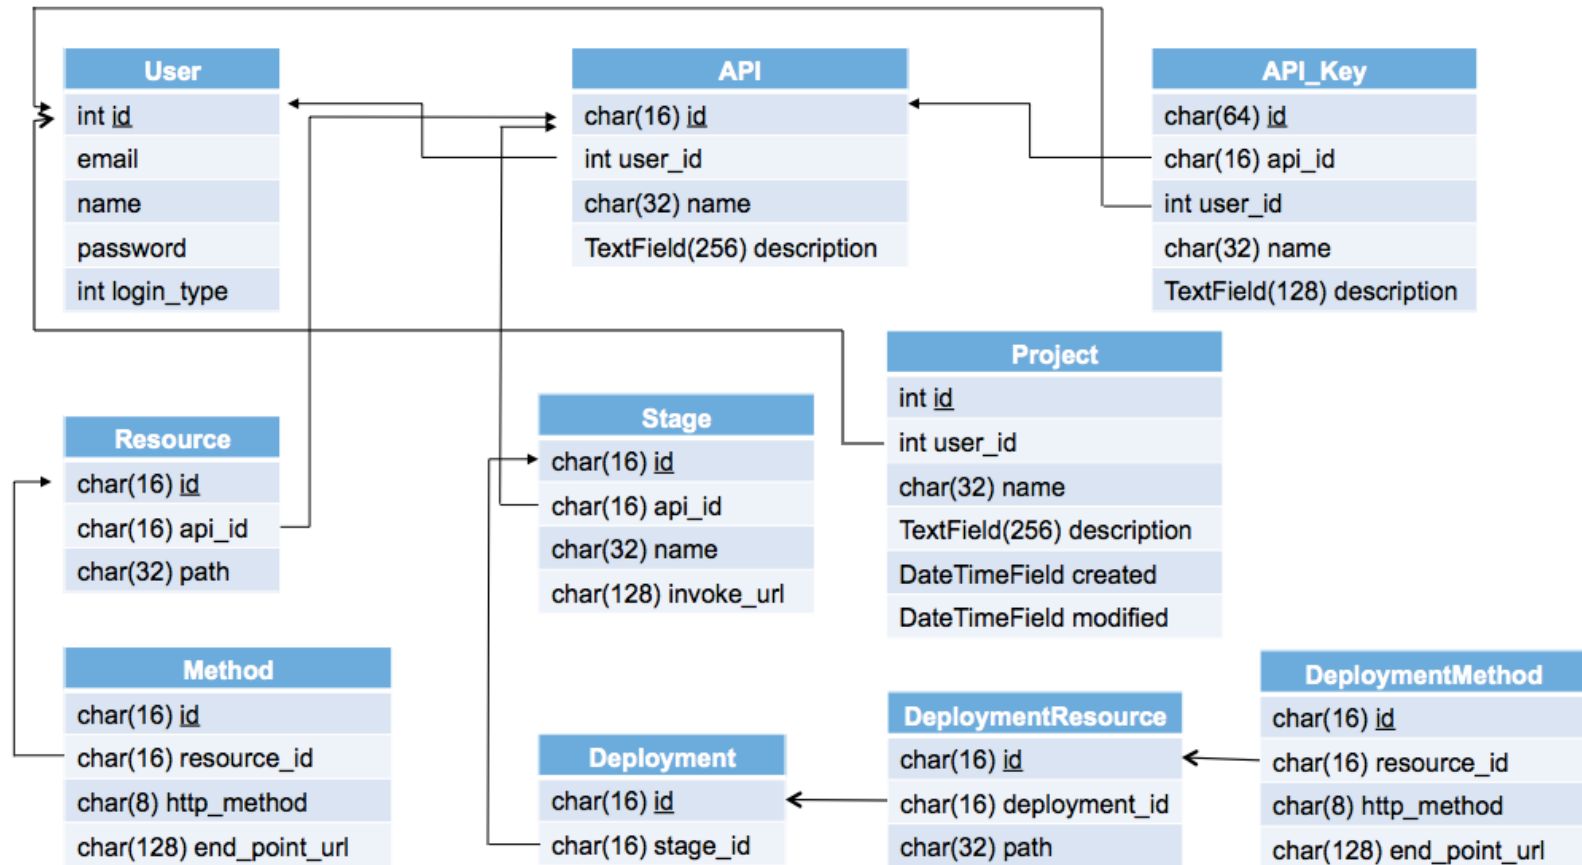 User
int id
email
name
password
int login_type
API
char(16) id
int user_id
char(32) name
TextField(256) description
API_Key
char(64) id
char(16) api_id
int user_id
char(32) name
TextField(128) description
Resource
char(16) id
char(16) api_id
char(32) path
Stage
char(16) id
char(16) api_id
char(32) name
char(128) invoke_url
Project
int id
int user_id
char(32) name
TextField(256) description
DateTimeField created
DateTimeField modified
Method
char(16) id
char(16) resource_id
char(8) http_method
char(128) end_point_url
Deployment
char(16) id
char(16) stage_id
DeploymentResource
char(16) id
char(16) deployment_id
char(32) path
DeploymentMethod
char(16) id
char(16) resource_id
char(8) http_method
char(128) end_point_url